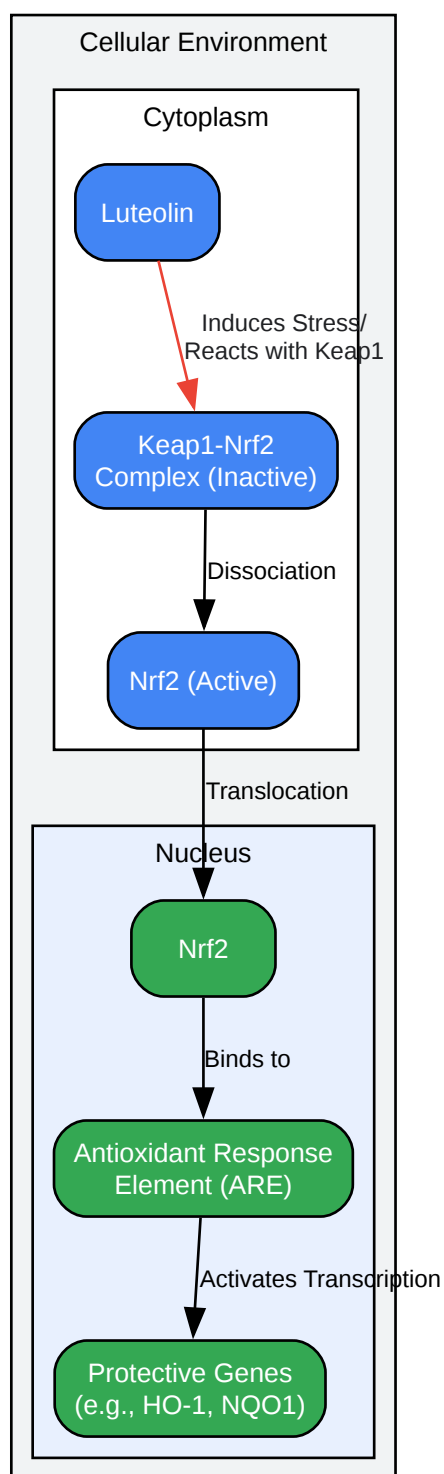 Cellular Environment
Cytoplasm
Luteolin
Induces Stress/
Reacts with Keap1
Keap1-Nrf2
Complex (Inactive)
Dissociation
Nrf2 (Active)
Translocation
Nucleus
Nrf2
Binds to
Antioxidant Response
Element (ARE)
Activates Transcription
Protective Genes
(e.g., HO-1, NQO1)